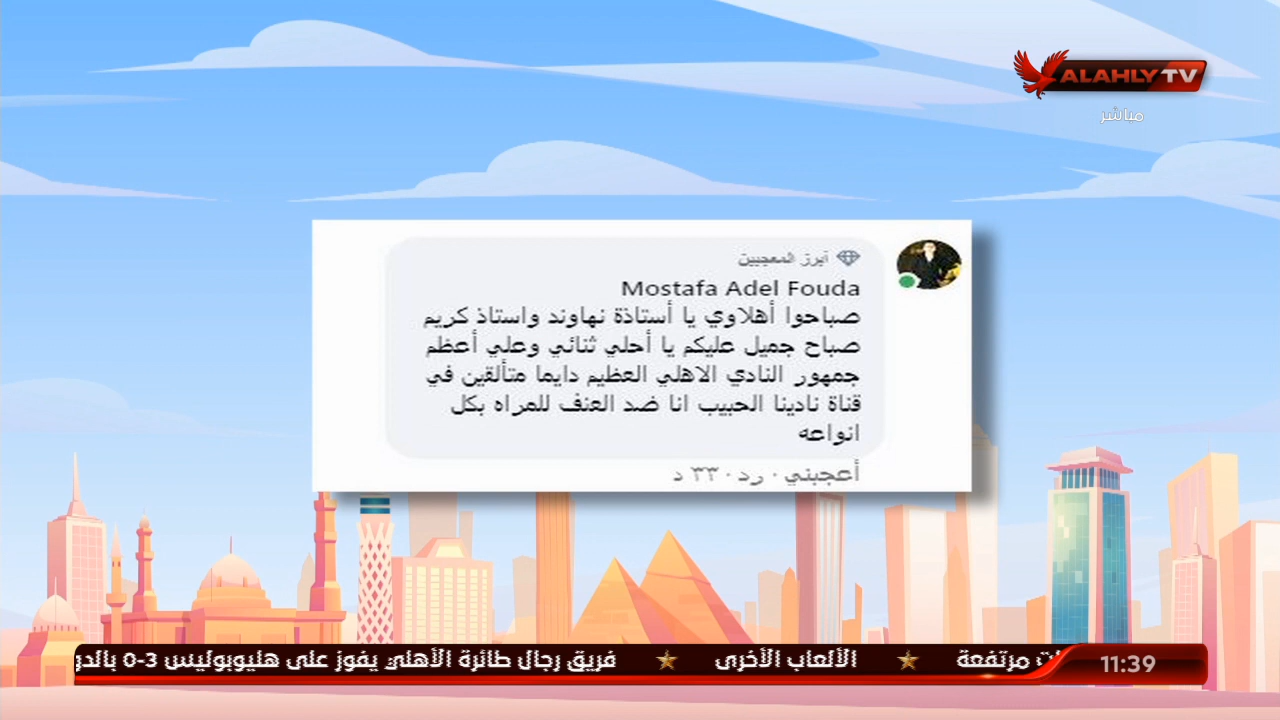 ALAHLY TV
مباشر
أبرز المعجبين
Mostafa Adel Fouda
صباحوا أهلاوي يا أستاذة نهاوند واستاذ كريم
صباح جميل عليكم يا أحلي ثنائي وعلي أعظم
جمهور النادي الاهلي العظيم دايما متألقين في
قناة نادينا الحبيب انا ضد العنف للمراه بكل
انواعه
أعجبني · رد · ٣٣ د
11:39
مرتفعة ★ الألعاب الأخرى ★ فريق رجال طائرة الأهلي يفوز على هليوبوليس 3-0